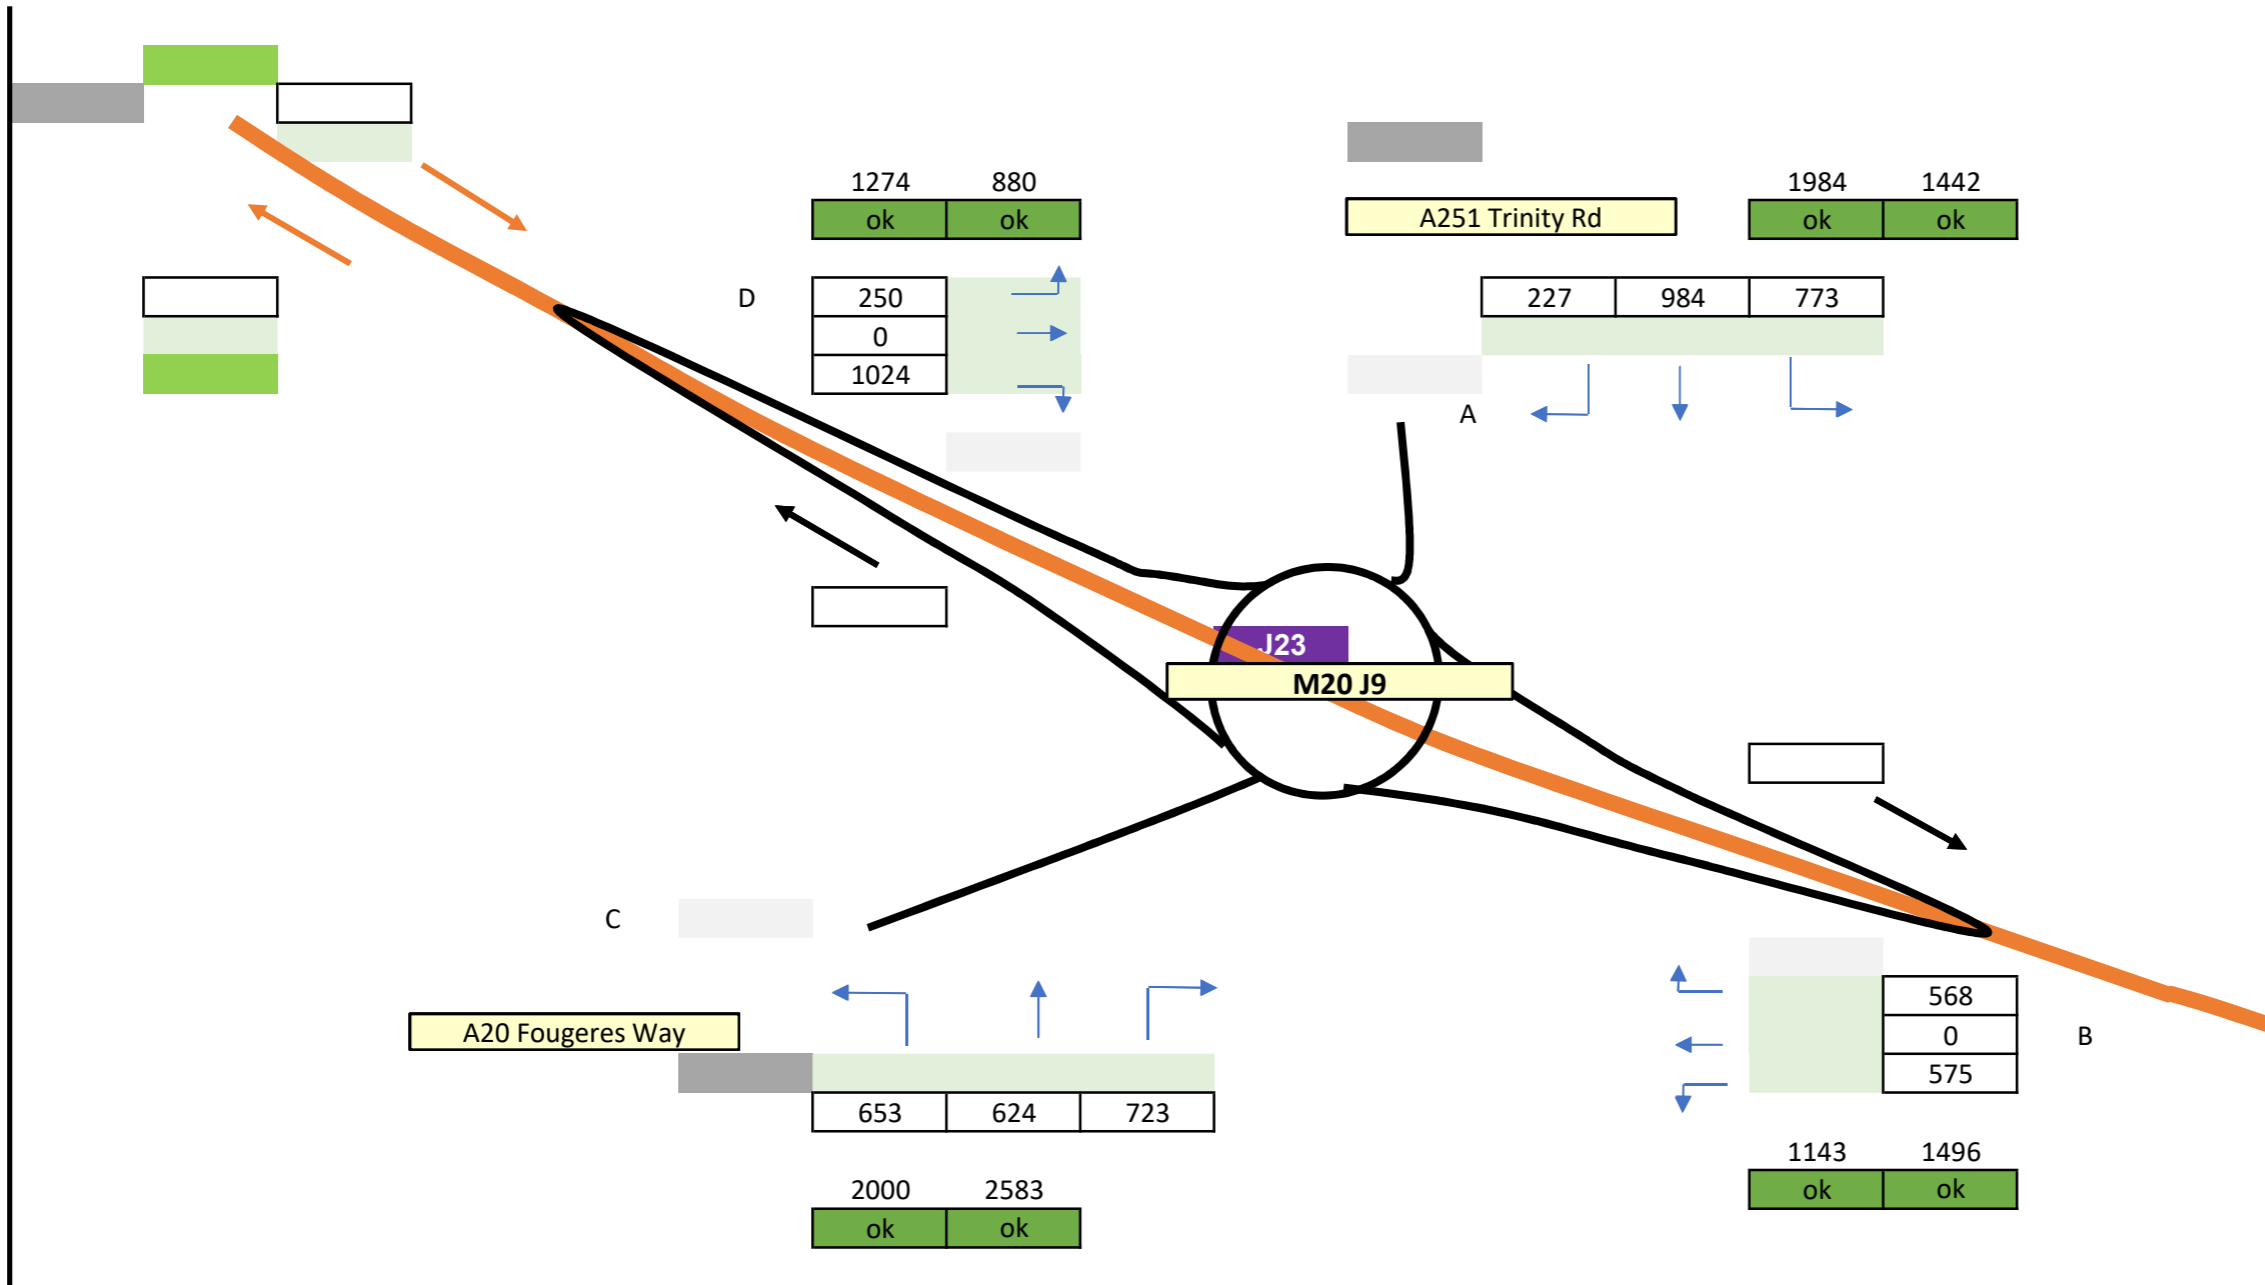 1274 880
ok ok
A251 Trinity Rd
1984 1442
ok ok
D
250
0
1024
227 984 773
A
J23
M20 J9
C
A20 Fougeres Way
653 624 723
2000 2583
ok ok
568
0
575
B
1143 1496
ok ok